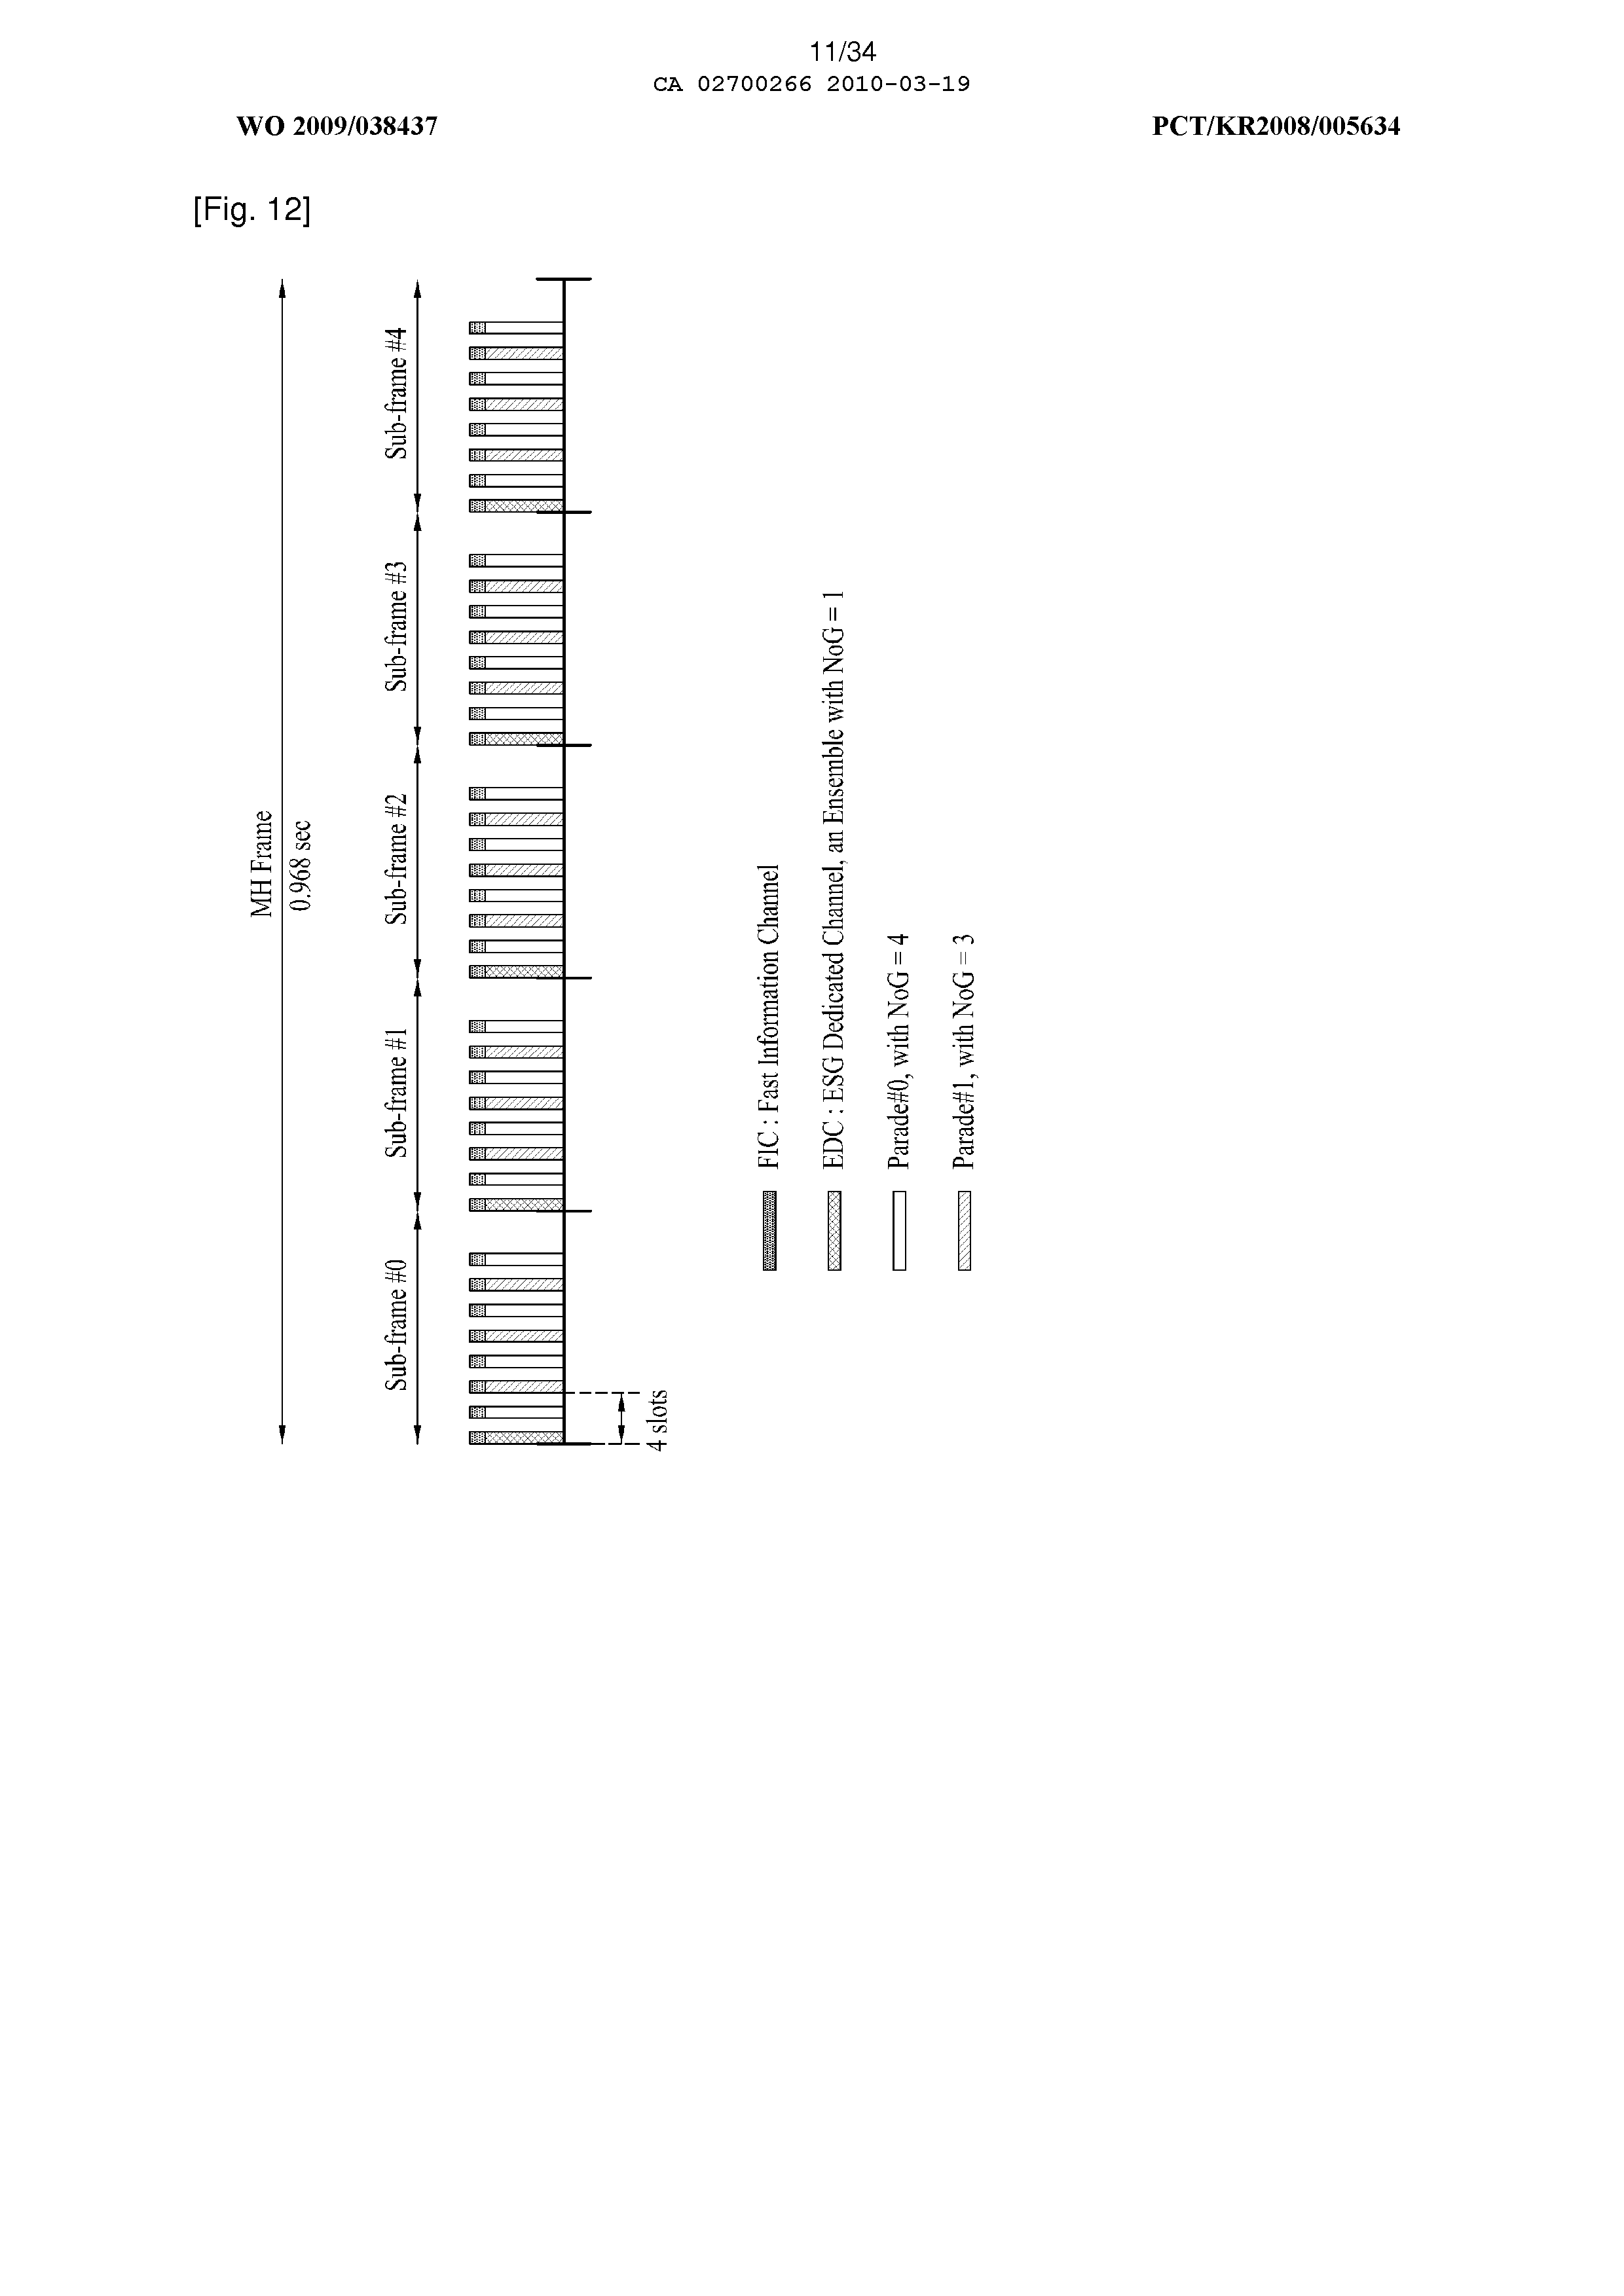 11/34
CA 02700266 2010-03-19
WO 2009/038437
PCT/KR2008/005634
[Fig. 12]
MH Frame
0.968 sec
Sub-frame #0
Sub-frame #1
Sub-frame #2
Sub-frame #3
Sub-frame #4
4 slots
FIC : Fast Information Channel
EDC : ESG Dedicated Channel, an Ensemble with NoG = 1
Parade#0, with NoG = 4
Parade#1, with NoG = 3